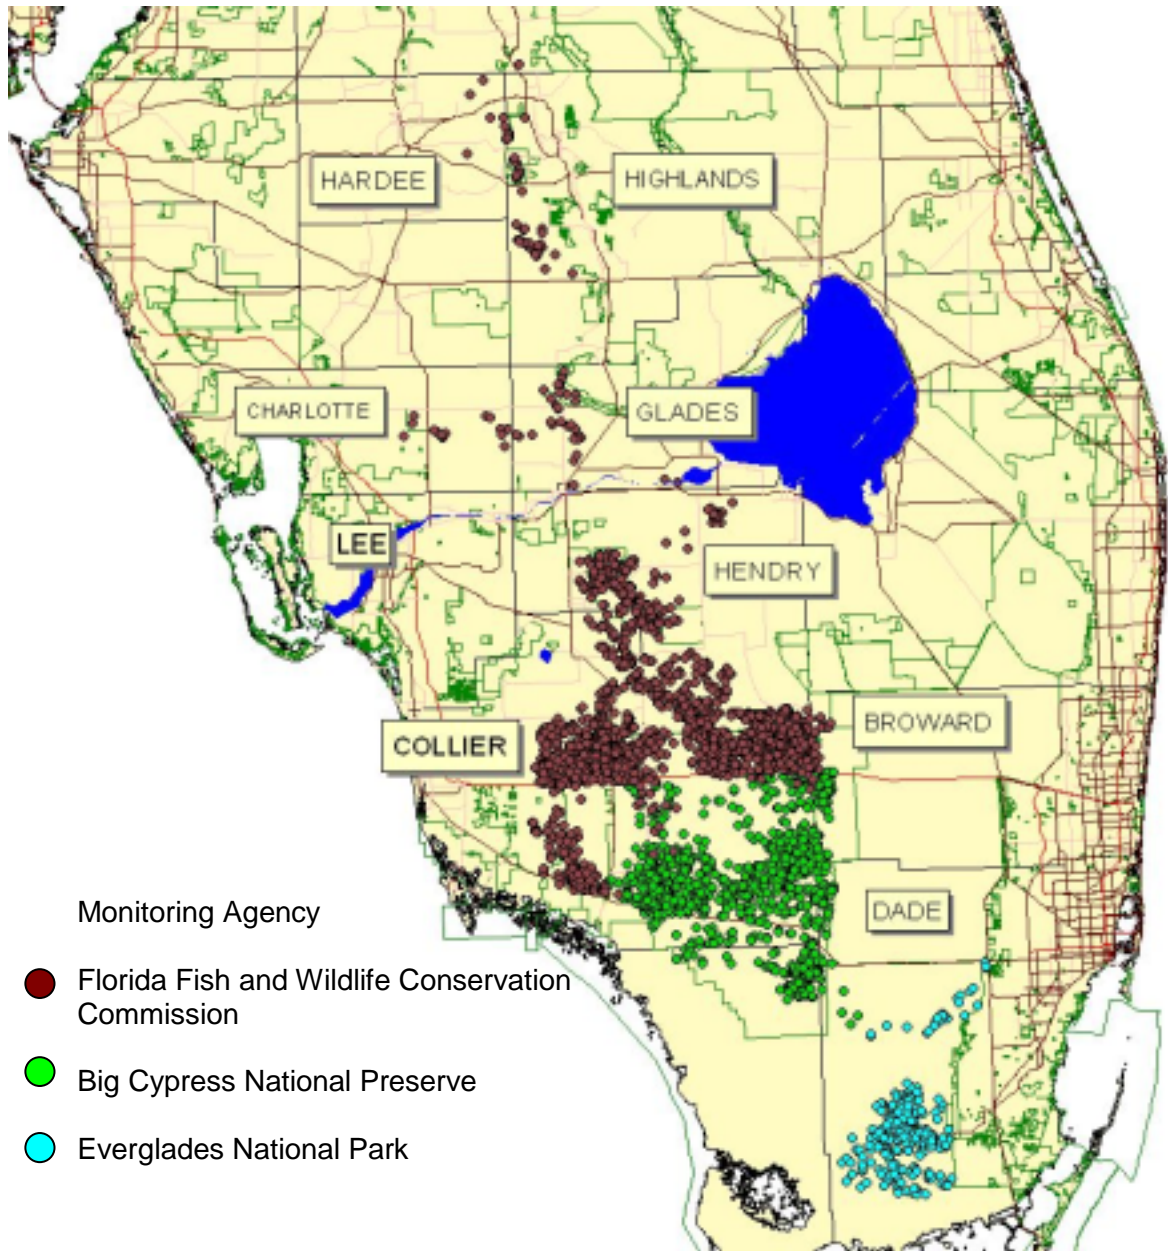 HARDEE
HIGHLANDS
CHARLOTTE
GLADES
LEE
HENDRY
BROWARD
COLLIER
DADE
Monitoring Agency
Florida Fish and Wildlife Conservation
Commission
Big Cypress National Preserve
Everglades National Park